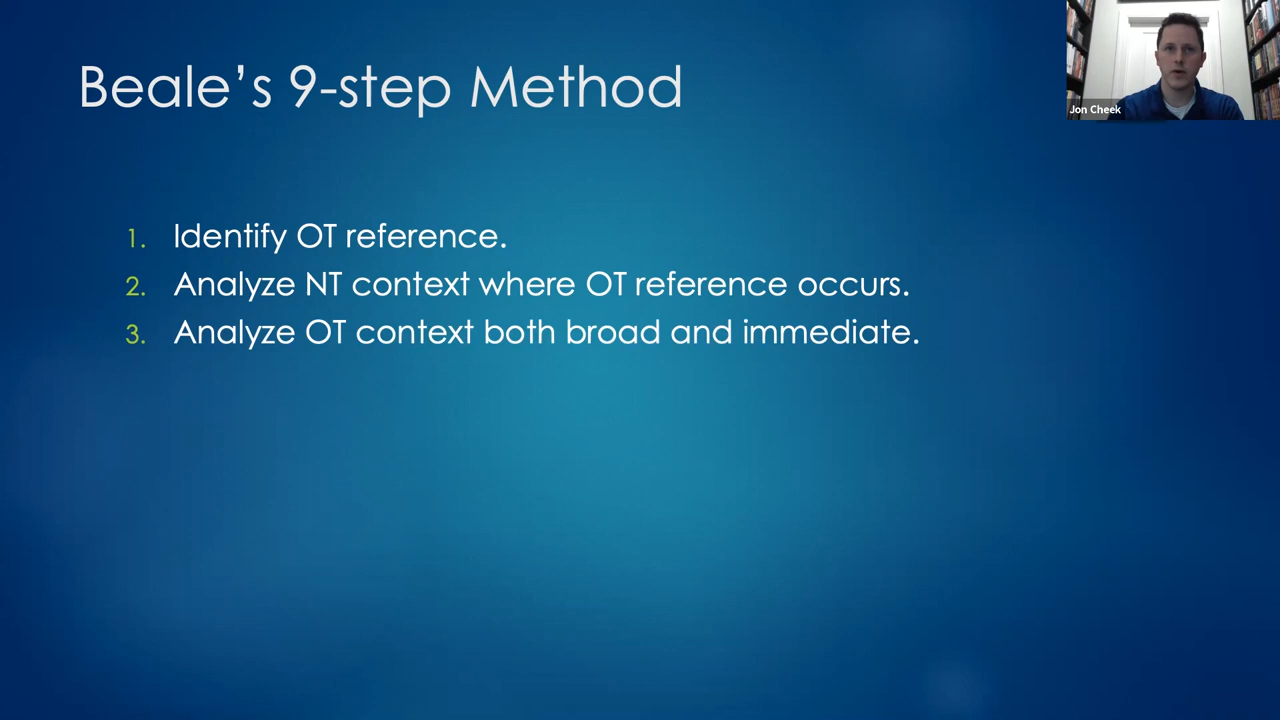 Beale's 9-step Method
Jon Cheek
1. Identify OT reference.
2. Analyze NT context where OT reference occurs.
3. Analyze OT context both broad and immediate.